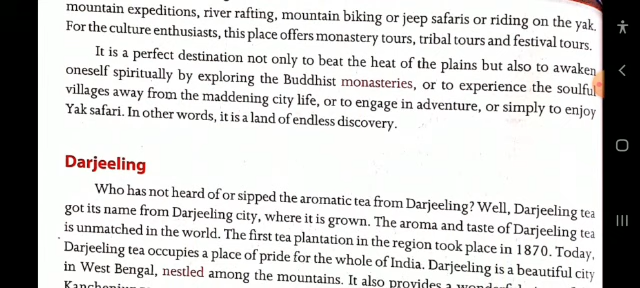 mountain expeditions, river rafting, mountain biking or jeep safaris or riding on the yak.
For the culture enthusiasts, this place offers monastery tours, tribal tours and festival tours.
It is a perfect destination not only to beat the heat of the plains but also to awaken
oneself spiritually by exploring the Buddhist monasteries, or to experience the soulful
villages away from the maddening city life, or to engage in adventure, or simply to enjoy
Yak safari. In other words, it is a land of endless discovery.
Darjeeling
Who has not heard of or sipped the aromatic tea from Darjeeling? Well, Darjeeling tea
got its name from Darjeeling city, where it is grown. The aroma and taste of Darjeeling tea
is unmatched in the world. The first tea plantation in the region took place in 1870. Today,
Darjeeling tea occupies a place of pride for the whole of India. Darjeeling is a beautiful city
in West Bengal, nestled among the mountains. It also provides a